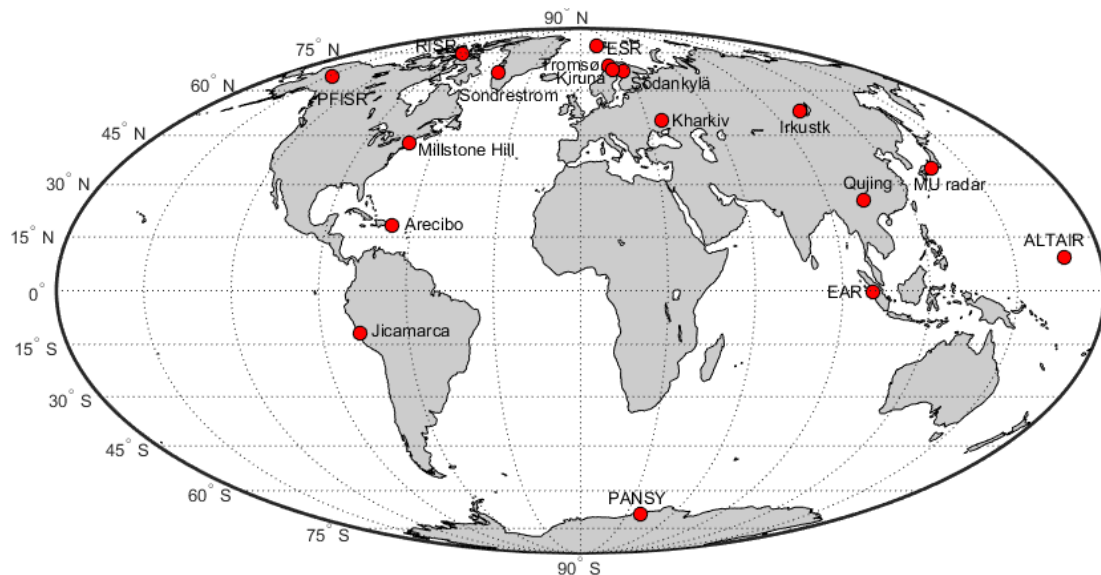 90° N
75° N
RISR
ESR
Tromsø
60° N
PFISR
Sondrestrom
Kiruna
Sodankylä
45° N
Millstone Hill
Kharkiv
Irkustk
30° N
Qujing
MU radar
15° N
Arecibo
ALTAIR
0°
EAR
15° S
Jicamarca
30° S
45° S
60° S
PANSY
75° S
90° S